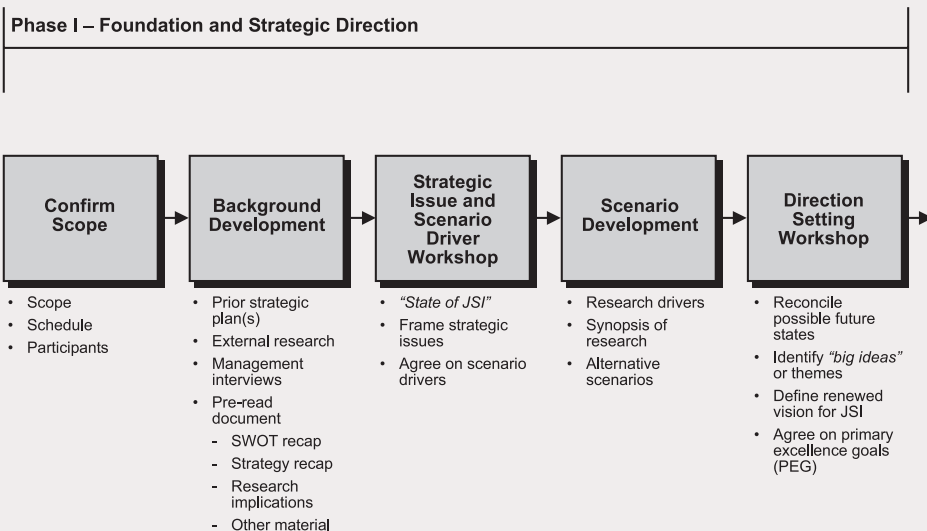 Phase I – Foundation and Strategic Direction
Confirm
Scope
• Scope
• Schedule
• Participants
Background
Development
• Prior strategic
plan(s)
• External research
• Management
interviews
• Pre-read
document
- SWOT recap
- Strategy recap
- Research
implications
- Other material
Strategic
Issue and
Scenario
Driver
Workshop
• “State of JSI”
• Frame strategic
issues
• Agree on scenario
drivers
Scenario
Development
• Research drivers
• Synopsis of
research
• Alternative
scenarios
Direction
Setting
Workshop
• Reconcile
possible future
states
• Identify “big ideas”
or themes
• Define renewed
vision for JSI
• Agree on primary
excellence goals
(PEG)